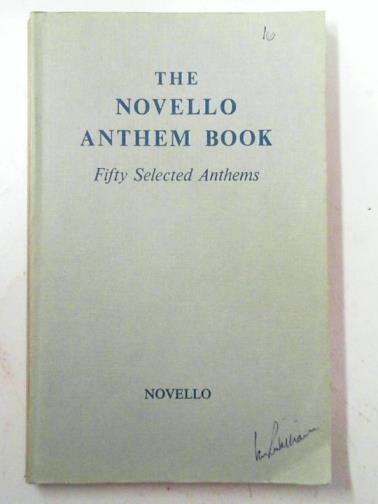 16
THE
NOVELLO
ANTHEM BOOK
Fifty Selected Anthems
NOVELLO